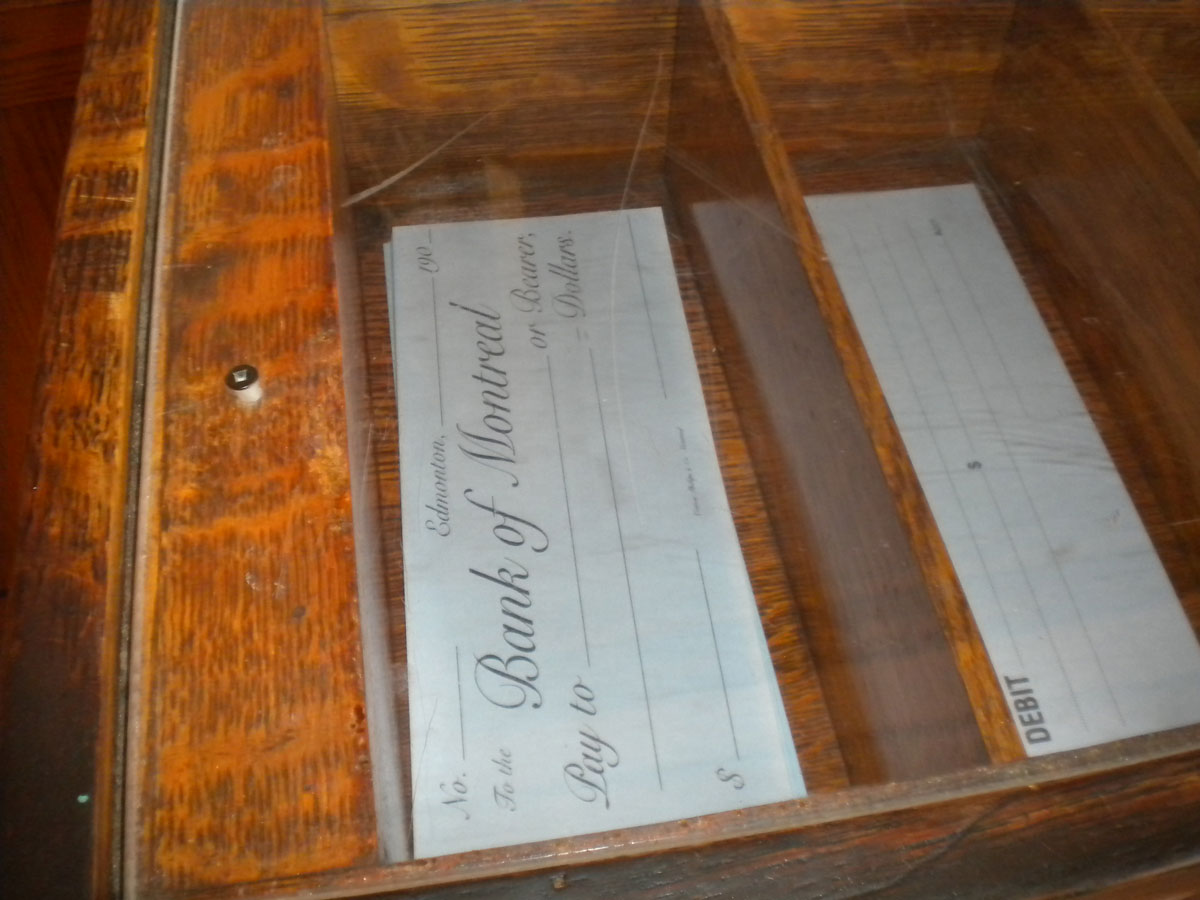 No. Edmonton, 190
To the Bank of Montreal
Pay to or Bearer,
Dollars.
$
DEBIT
$